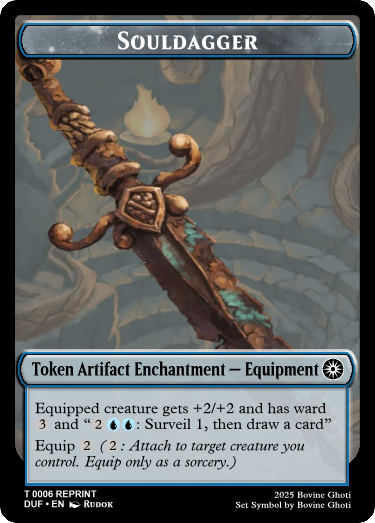 Souldagger
Token Artifact Enchantment — Equipment
Equipped creature gets +2/+2 and has ward
3 and “2: Surveil 1, then draw a card”
Equip 2 (2: Attach to target creature you
control. Equip only as a sorcery.)
T 0006 REPRINT
DUF • EN Rudok
2025 Bovine Ghoti
Set Symbol by Bovine Ghoti